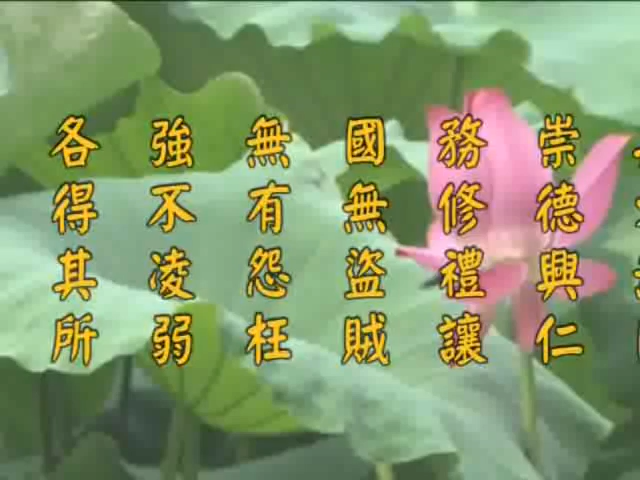 崇德興仁
務修禮讓
國無盜賊
無有怨枉
強不凌弱
各得其所